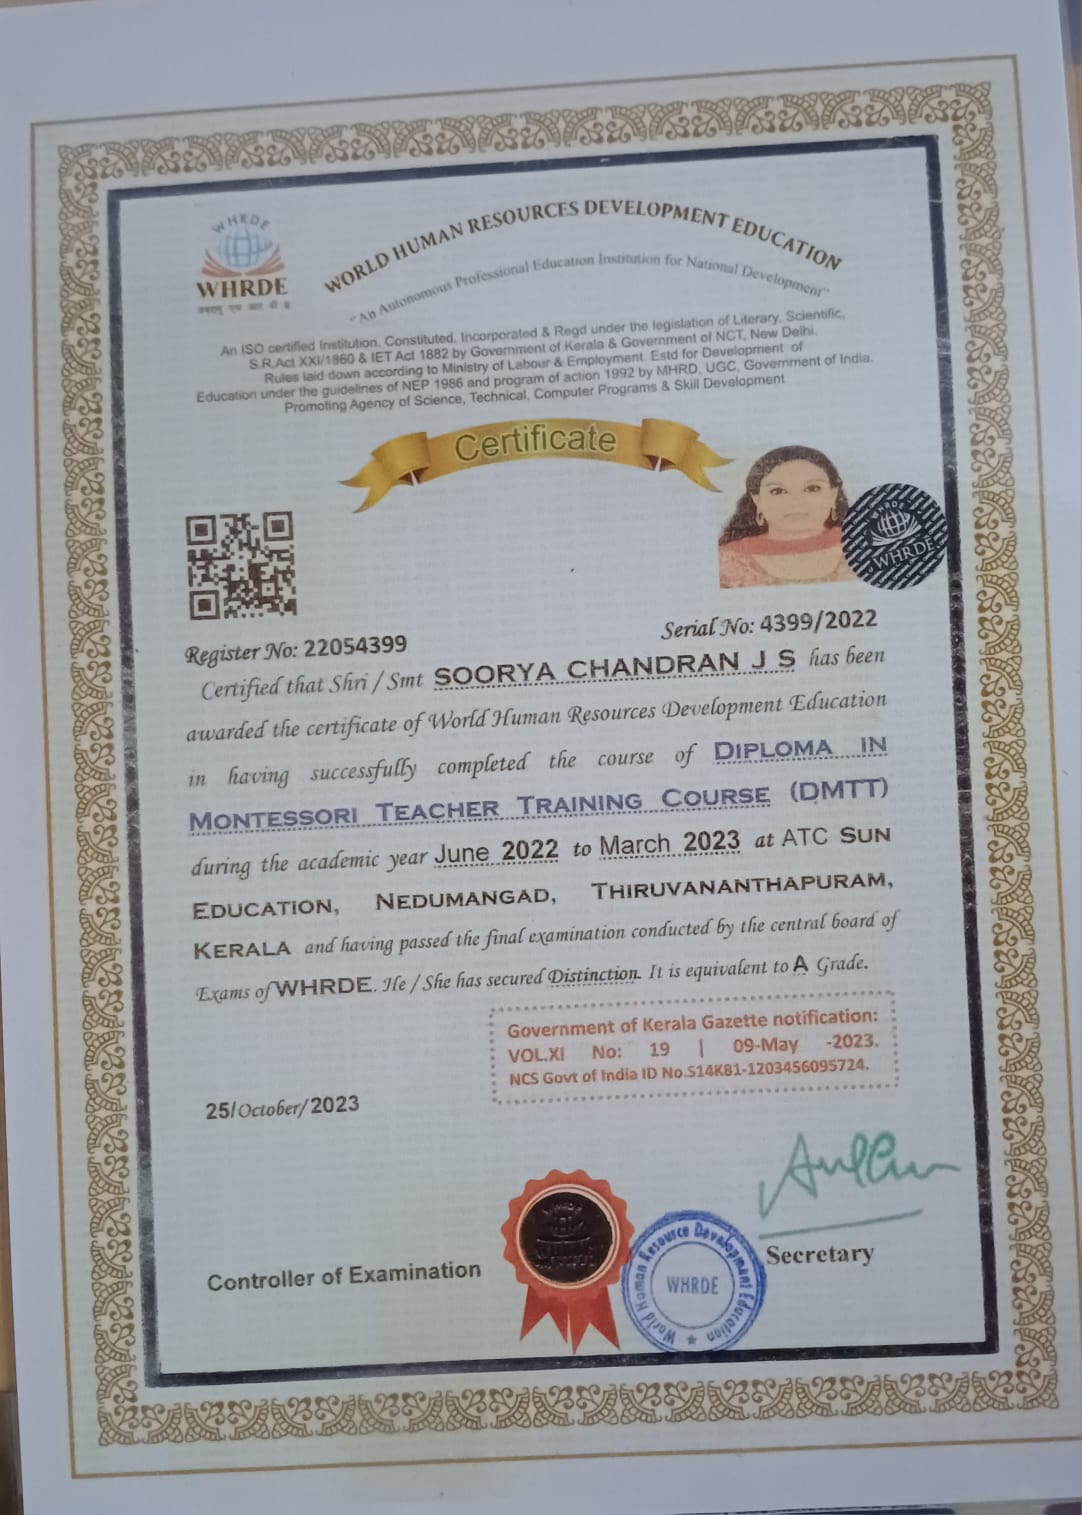 WHRDE
WHRDE
WORLD HUMAN RESOURCES DEVELOPMENT EDUCATION
"An Autonomous Professional Education Institution for National Development"
An ISO certified Institution, Constituted, Incorporated & Regd under the legislation of Literary, Scientific,
S.R.Act XXI/1860 & IET Act 1882 by Government of Kerala & Government of NCT, New Delhi.
Rules laid down according to Ministry of Labour & Employment. Estd for Development of
Education under the guidelines of NEP 1986 and program of action 1992 by MHRD, UGC, Government of India.
Promoting Agency of Science, Technical, Computer Programs & Skill Development
Certificate
WHRDE
WHRDE
Register No: 22054399
Serial No: 4399/2022
Certified that Shri / Smt SOORYA CHANDRAN J S has been
awarded the certificate of World Human Resources Development Education
in having successfully completed the course of DIPLOMA IN
MONTESSORI TEACHER TRAINING COURSE (DMTT)
during the academic year June 2022 to March 2023 at ATC SUN
EDUCATION, NEDUMANGAD, THIRUVANANTHAPURAM,
KERALA and having passed the final examination conducted by the central board of
Exams of WHRDE. He / She has secured Distinction. It is equivalent to A Grade.
Government of Kerala Gazette notification:
VOL.XI No: 19 | 09-May -2023.
NCS Govt of India ID No.S14K81-1203456095724.
25/October/2023
Controller of Examination
World Human Resource Development Education
WHRDE
Secretary